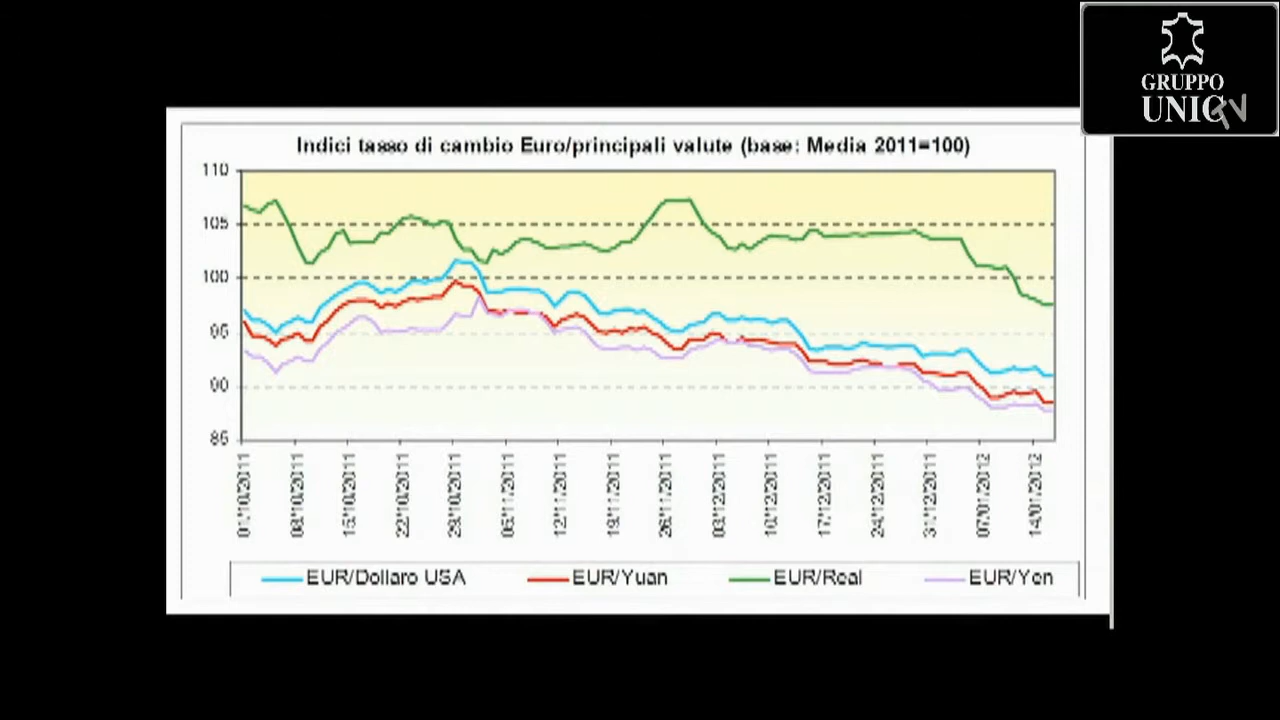 GRUPPO
UNIC
TV
Indici tasso di cambio Euro/principali valute (base: Media 2011=100)
110
105
100
95
90
85
01/10/2011
08/10/2011
15/10/2011
22/10/2011
29/10/2011
05/11/2011
12/11/2011
19/11/2011
26/11/2011
03/12/2011
10/12/2011
17/12/2011
24/12/2011
31/12/2011
07/01/2012
14/01/2012
EUR/Dollaro USA
EUR/Yuan
EUR/Real
EUR/Yen